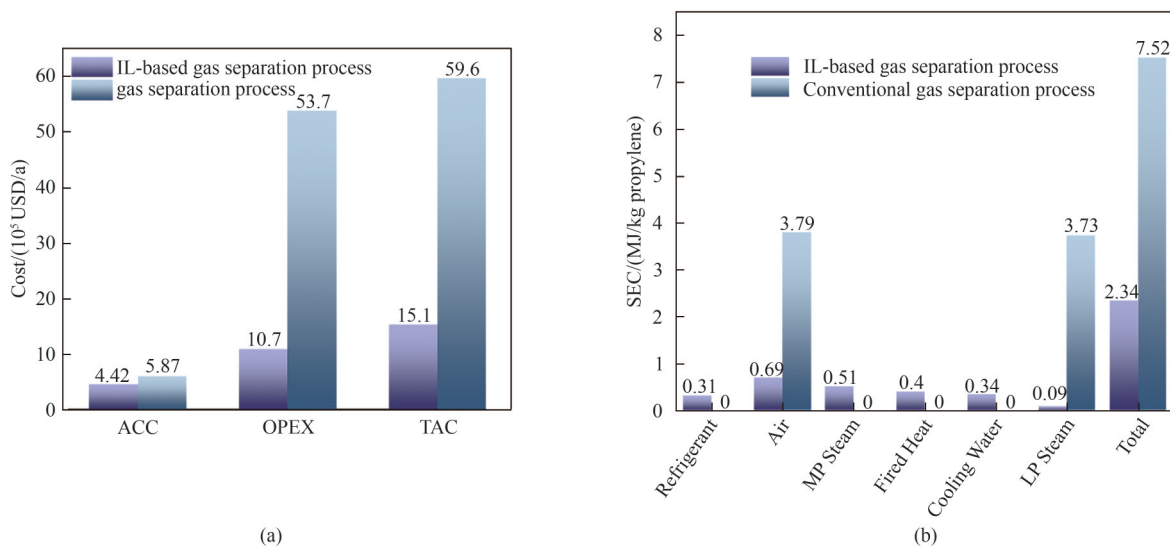 IL-based gas separation process
gas separation process
Cost/(10⁵ USD/a)
60
50
40
30
20
10
0
4.42
5.87
10.7
53.7
15.1
59.6
ACC
OPEX
TAC
(a)
IL-based gas separation process
Conventional gas separation process
SEC/(MJ/kg propylene)
8
7
6
5
4
3
2
1
0
0.31
0
0.69
3.79
0.51
0
0.4
0
0.34
0
0.09
3.73
2.34
7.52
Refrigerant
Air
MP Steam
Fired Heat
Cooling Water
LP Steam
Total
(b)